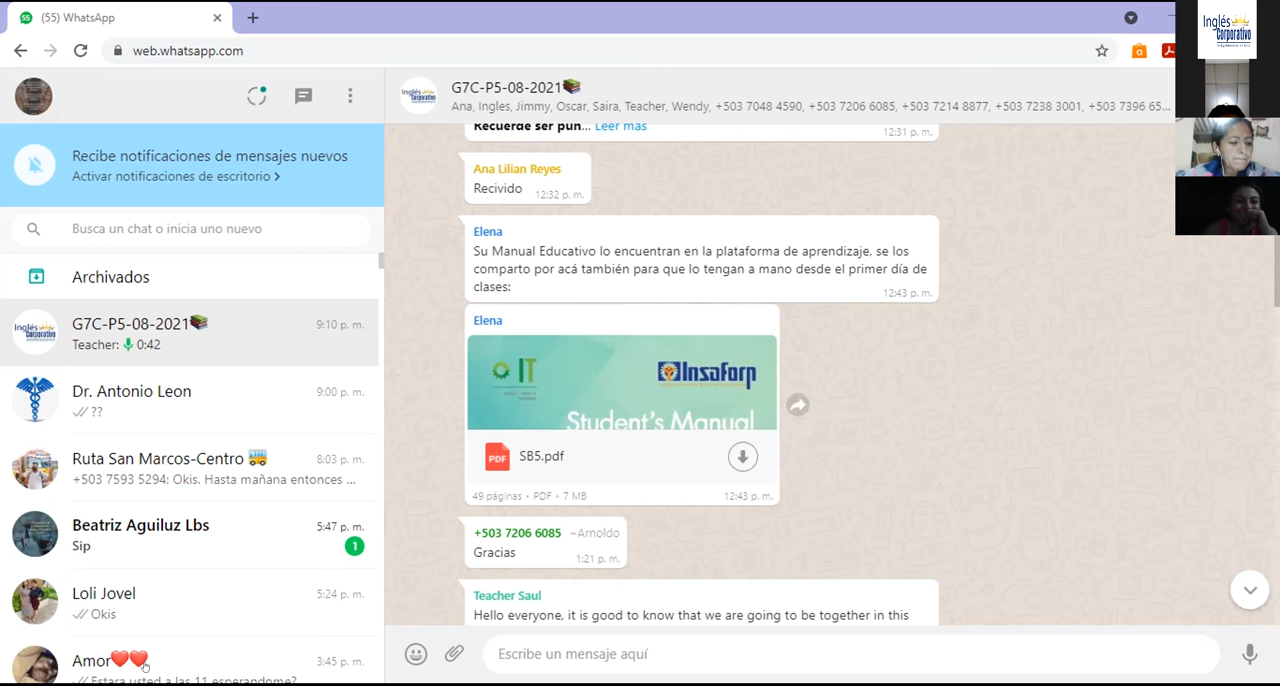 (55) WhatsApp
web.whatsapp.com
Inglés
Corporativo
G7C-P5-08-2021
Ana, Ingles, Jimmy, Oscar, Saira, Teacher, Wendy, +503 7048 4590, +503 7206 6085, +503 7214 8877, +503 7238 3001, +503 7396 65...
Recibe notificaciones de mensajes nuevos
Activar notificaciones de escritorio >
Busca un chat o inicia uno nuevo
Archivados
G7C-P5-08-2021
9:10 p. m.
Teacher: 0:42
Dr. Antonio Leon
9:00 p. m.
??
Ruta San Marcos-Centro
8:03 p. m.
+503 7593 5294: Okis. Hasta mañana entonces ...
Beatriz Aguiluz Lbs
5:47 p. m.
Sip
1
Loli Jovel
5:24 p. m.
Okis
Amor
3:45 p. m.
Estara usted a las 11 esperandome?
Recuerde ser pun... Leer más
12:31 p. m.
Ana Lilian Reyes
Recivido
12:32 p. m.
Elena
Su Manual Educativo lo encuentran en la plataforma de aprendizaje, se los
comparto por acá también para que lo tengan a mano desde el primer día de
clases:
12:43 p. m.
Elena
IT
Insaforp
Student's Manual
PDF
SB5.pdf
49 páginas • PDF • 7 MB
12:43 p. m.
+503 7206 6085 ~Arnoldo
Gracias
1:21 p. m.
Teacher Saul
Hello everyone, it is good to know that we are going to be together in this
Escribe un mensaje aquí